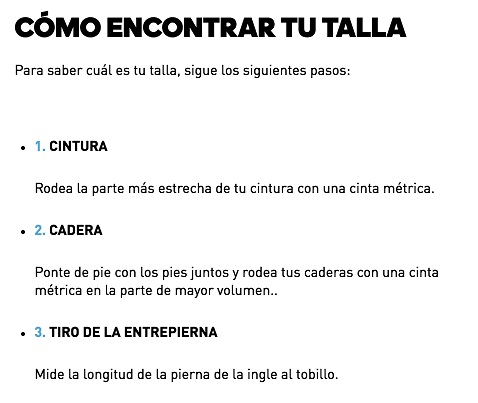 CÓMO ENCONTRAR TU TALLA
Para saber cuál es tu talla, sigue los siguientes pasos:
• 1. CINTURA
Rodea la parte más estrecha de tu cintura con una cinta métrica.
• 2. CADERA
Ponte de pie con los pies juntos y rodea tus caderas con una cinta
métrica en la parte de mayor volumen..
• 3. TIRO DE LA ENTREPIERNA
Mide la longitud de la pierna de la ingle al tobillo.